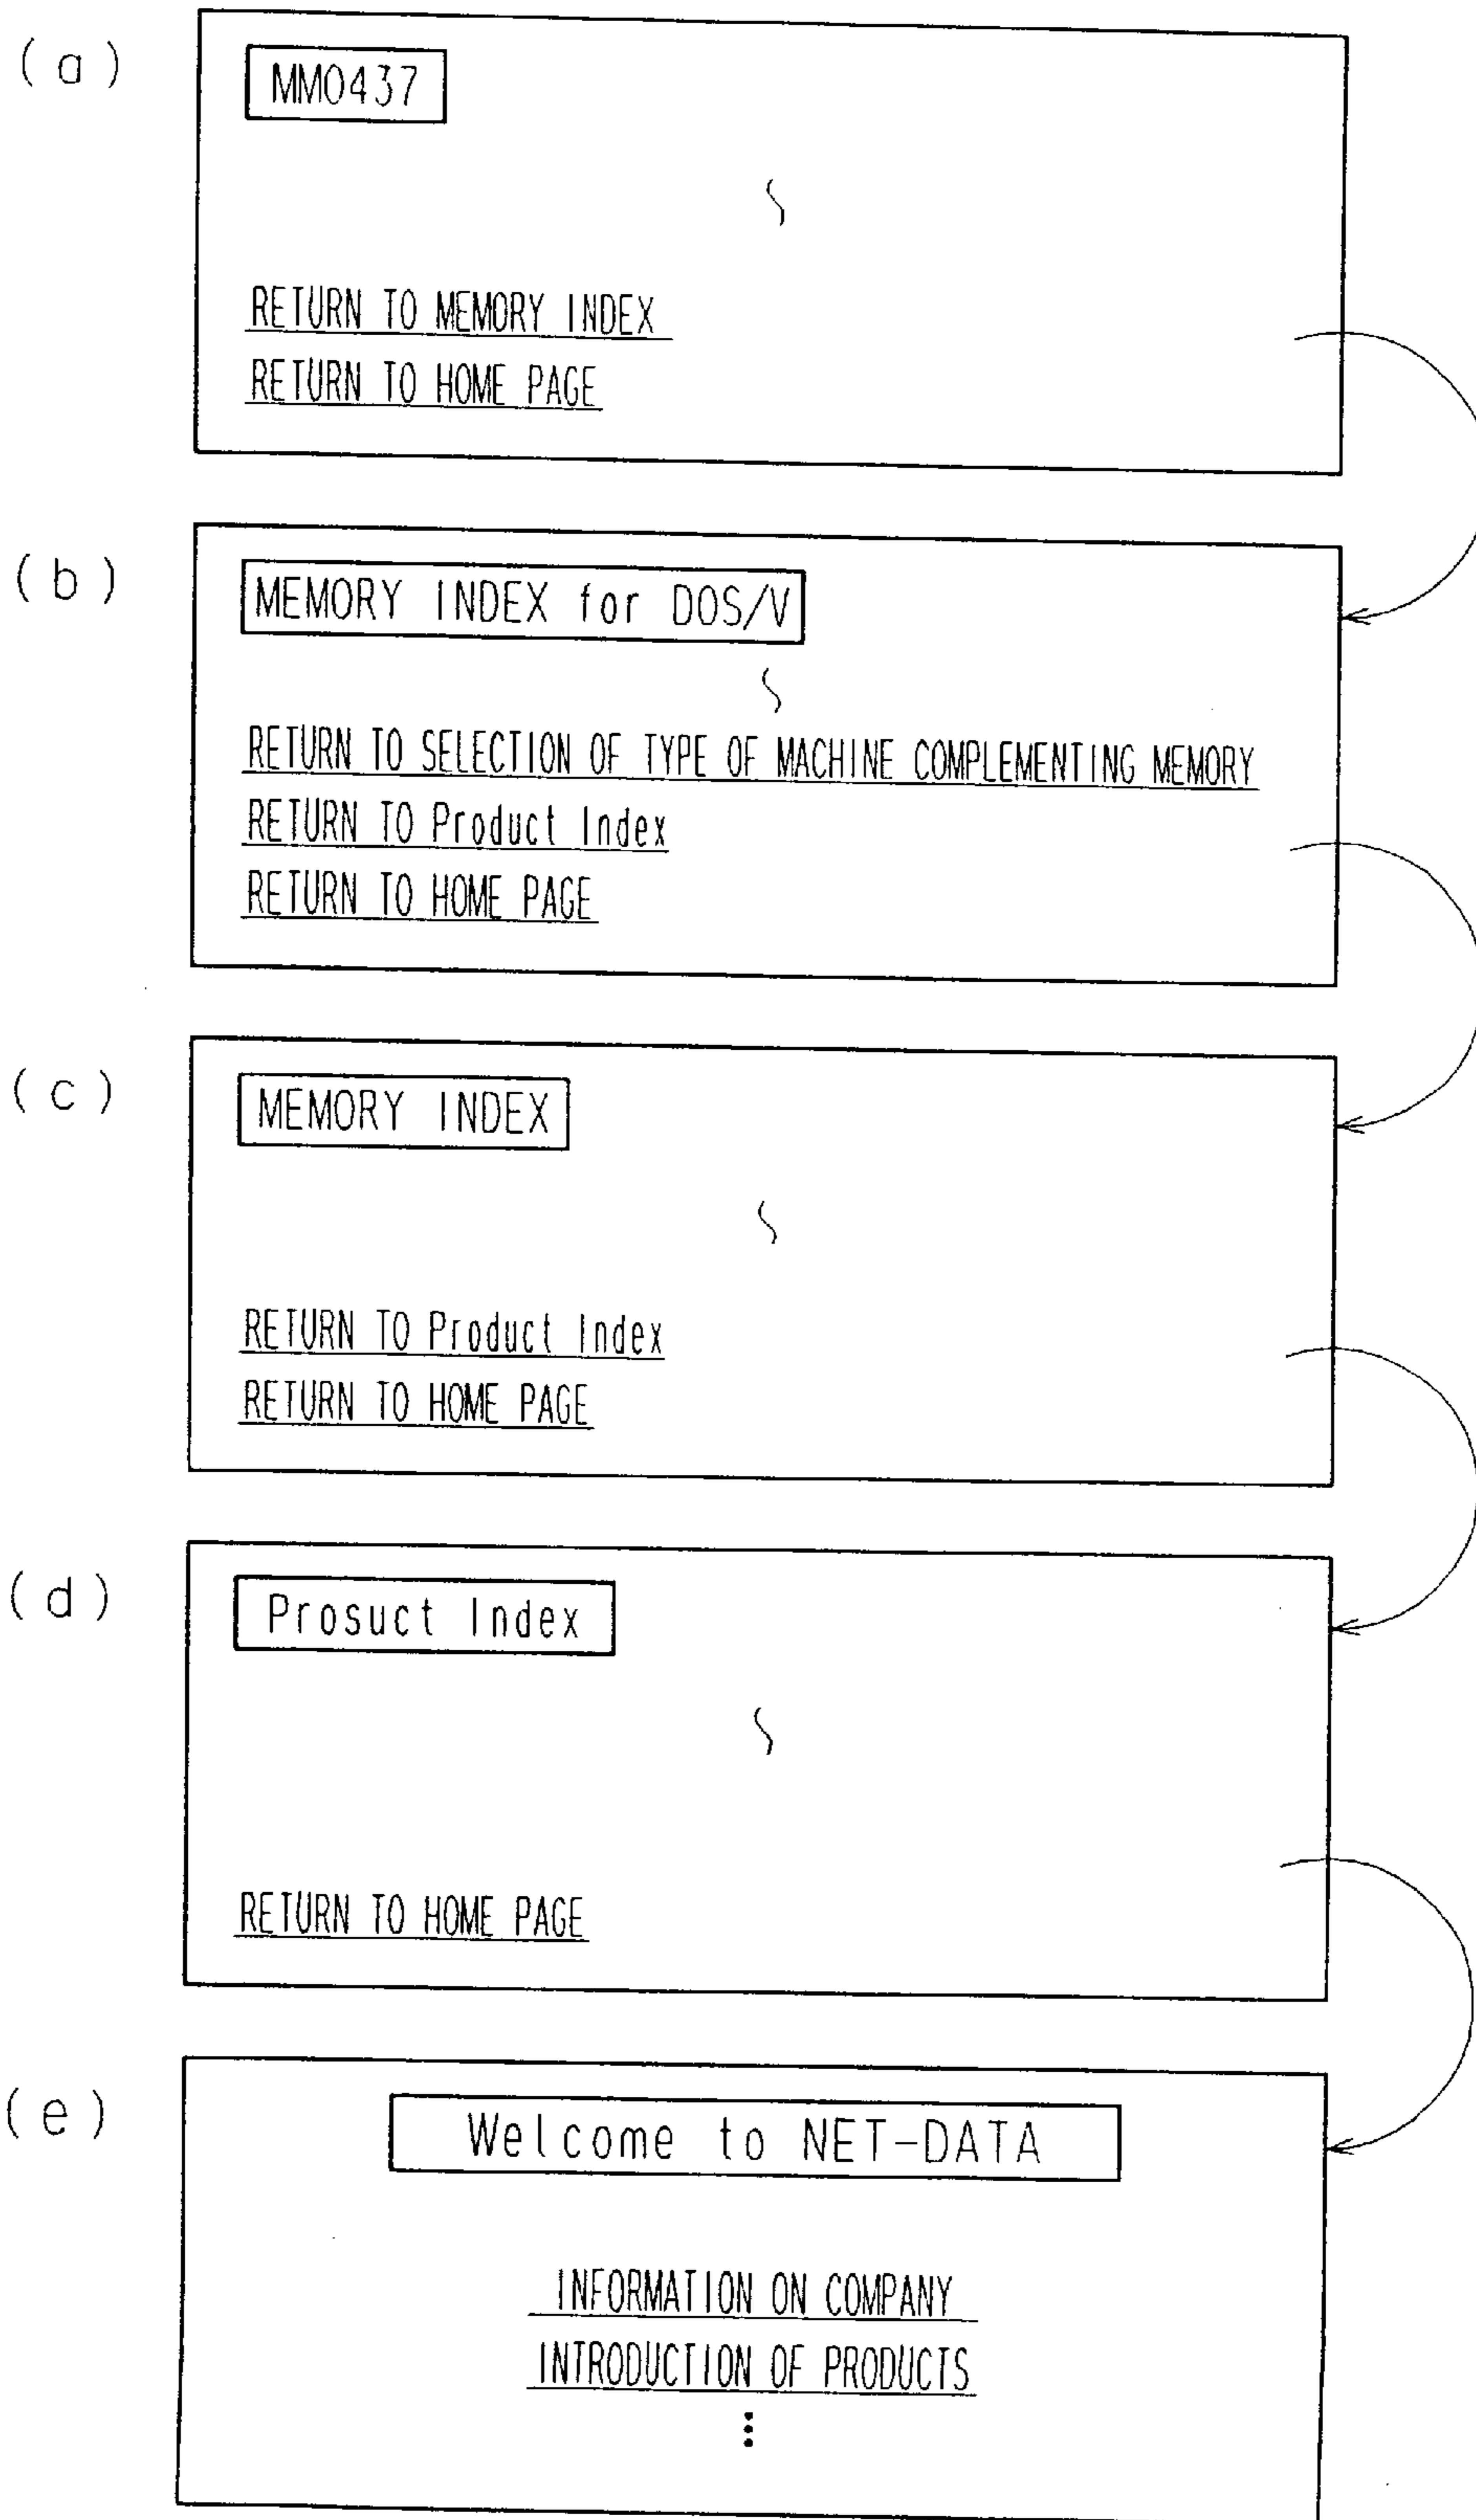 (a)
MM0437
RETURN TO MEMORY INDEX
RETURN TO HOME PAGE
(b)
MEMORY INDEX for DOS/V
RETURN TO SELECTION OF TYPE OF MACHINE COMPLEMENTING MEMORY
RETURN TO Product Index
RETURN TO HOME PAGE
(c)
MEMORY INDEX
RETURN TO Product Index
RETURN TO HOME PAGE
(d)
Prosuct Index
RETURN TO HOME PAGE
(e)
Welcome to NET-DATA
INFORMATION ON COMPANY
INTRODUCTION OF PRODUCTS